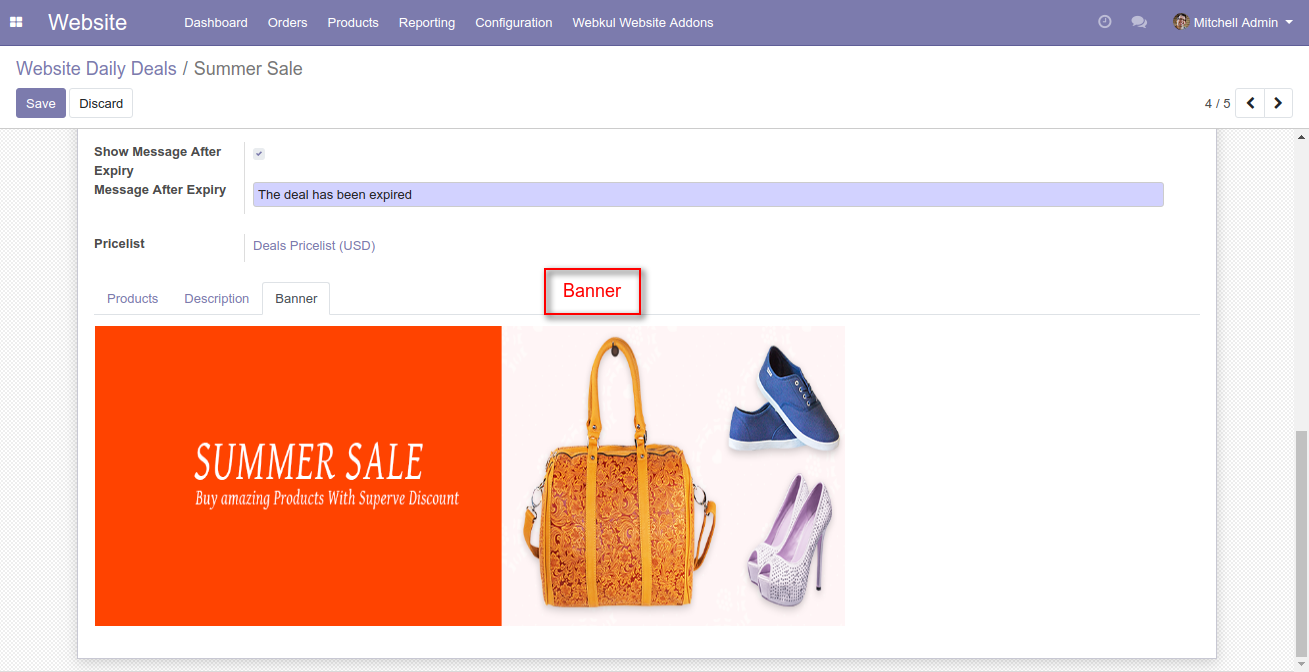 Website Dashboard Orders Products Reporting Configuration Webkul Website Addons Mitchell Admin
Website Daily Deals / Summer Sale
Save Discard 4 / 5
Show Message After
Expiry
Message After Expiry The deal has been expired
Pricelist Deals Pricelist (USD)
Banner
Products Description Banner
SUMMER SALE
Buy amazing Products With Superve Discount